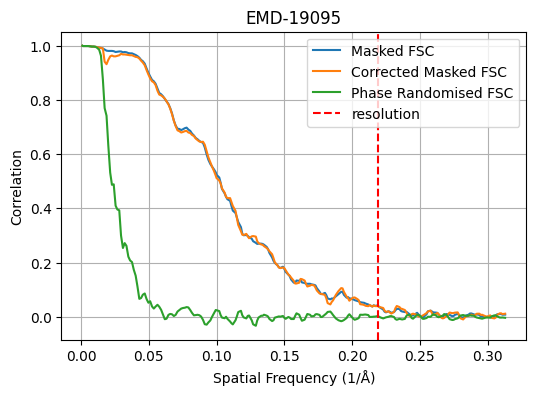 EMD-19095
1.0
0.8
0.6
0.4
0.2
0.0
Correlation
Masked FSC
Corrected Masked FSC
Phase Randomised FSC
resolution
0.00 0.05 0.10 0.15 0.20 0.25 0.30
Spatial Frequency (1/Å)